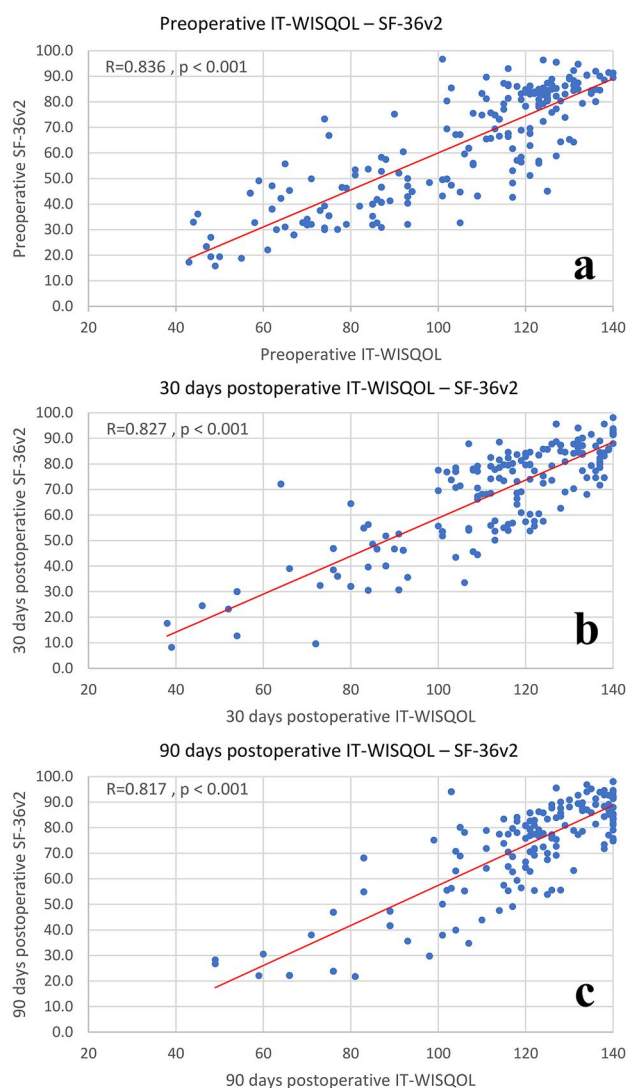 Preoperative IT-WISQOL – SF-36v2
R=0.836 , p < 0.001
Preoperative SF-36v2
100.0
90.0
80.0
70.0
60.0
50.0
40.0
30.0
20.0
10.0
0.0
a
20 40 60 80 100 120 140
Preoperative IT-WISQOL
30 days postoperative IT-WISQOL – SF-36v2
R=0.827 , p < 0.001
30 days postoperative SF-36v2
100.0
90.0
80.0
70.0
60.0
50.0
40.0
30.0
20.0
10.0
0.0
b
20 40 60 80 100 120 140
30 days postoperative IT-WISQOL
90 days postoperative IT-WISQOL – SF-36v2
R=0.817 , p < 0.001
90 days postoperative SF-36v2
100.0
90.0
80.0
70.0
60.0
50.0
40.0
30.0
20.0
10.0
0.0
c
20 40 60 80 100 120 140
90 days postoperative IT-WISQOL